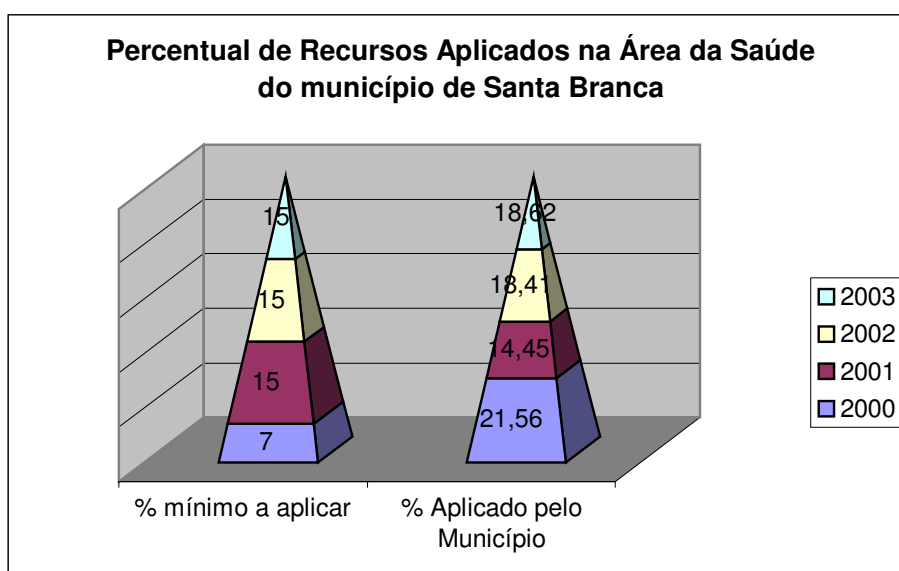 Percentual de Recursos Aplicados na Área da Saúde
do município de Santa Branca
15
15
15
7
18,62
18,41
14,45
21,56
% mínimo a aplicar
% Aplicado pelo
Município
2003
2002
2001
2000